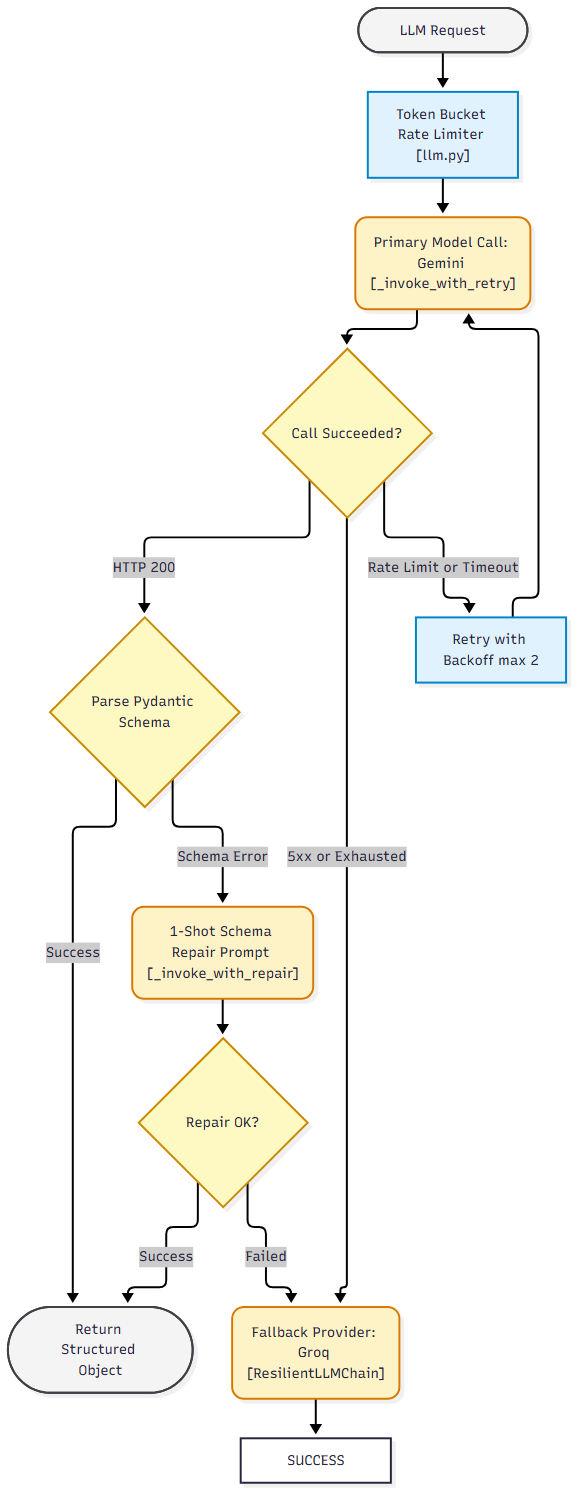 LLM Request
Token Bucket
Rate Limiter
[llm.py]
Primary Model Call:
Gemini
[_invoke_with_retry]
Call Succeeded?
HTTP 200
Rate Limit or Timeout
Retry with
Backoff max 2
Parse Pydantic
Schema
Schema Error
5xx or Exhausted
1-Shot Schema
Repair Prompt
[_invoke_with_repair]
Success
Repair OK?
Success
Failed
Return
Structured
Object
Fallback Provider:
Groq
[ResilientLLMChain]
SUCCESS